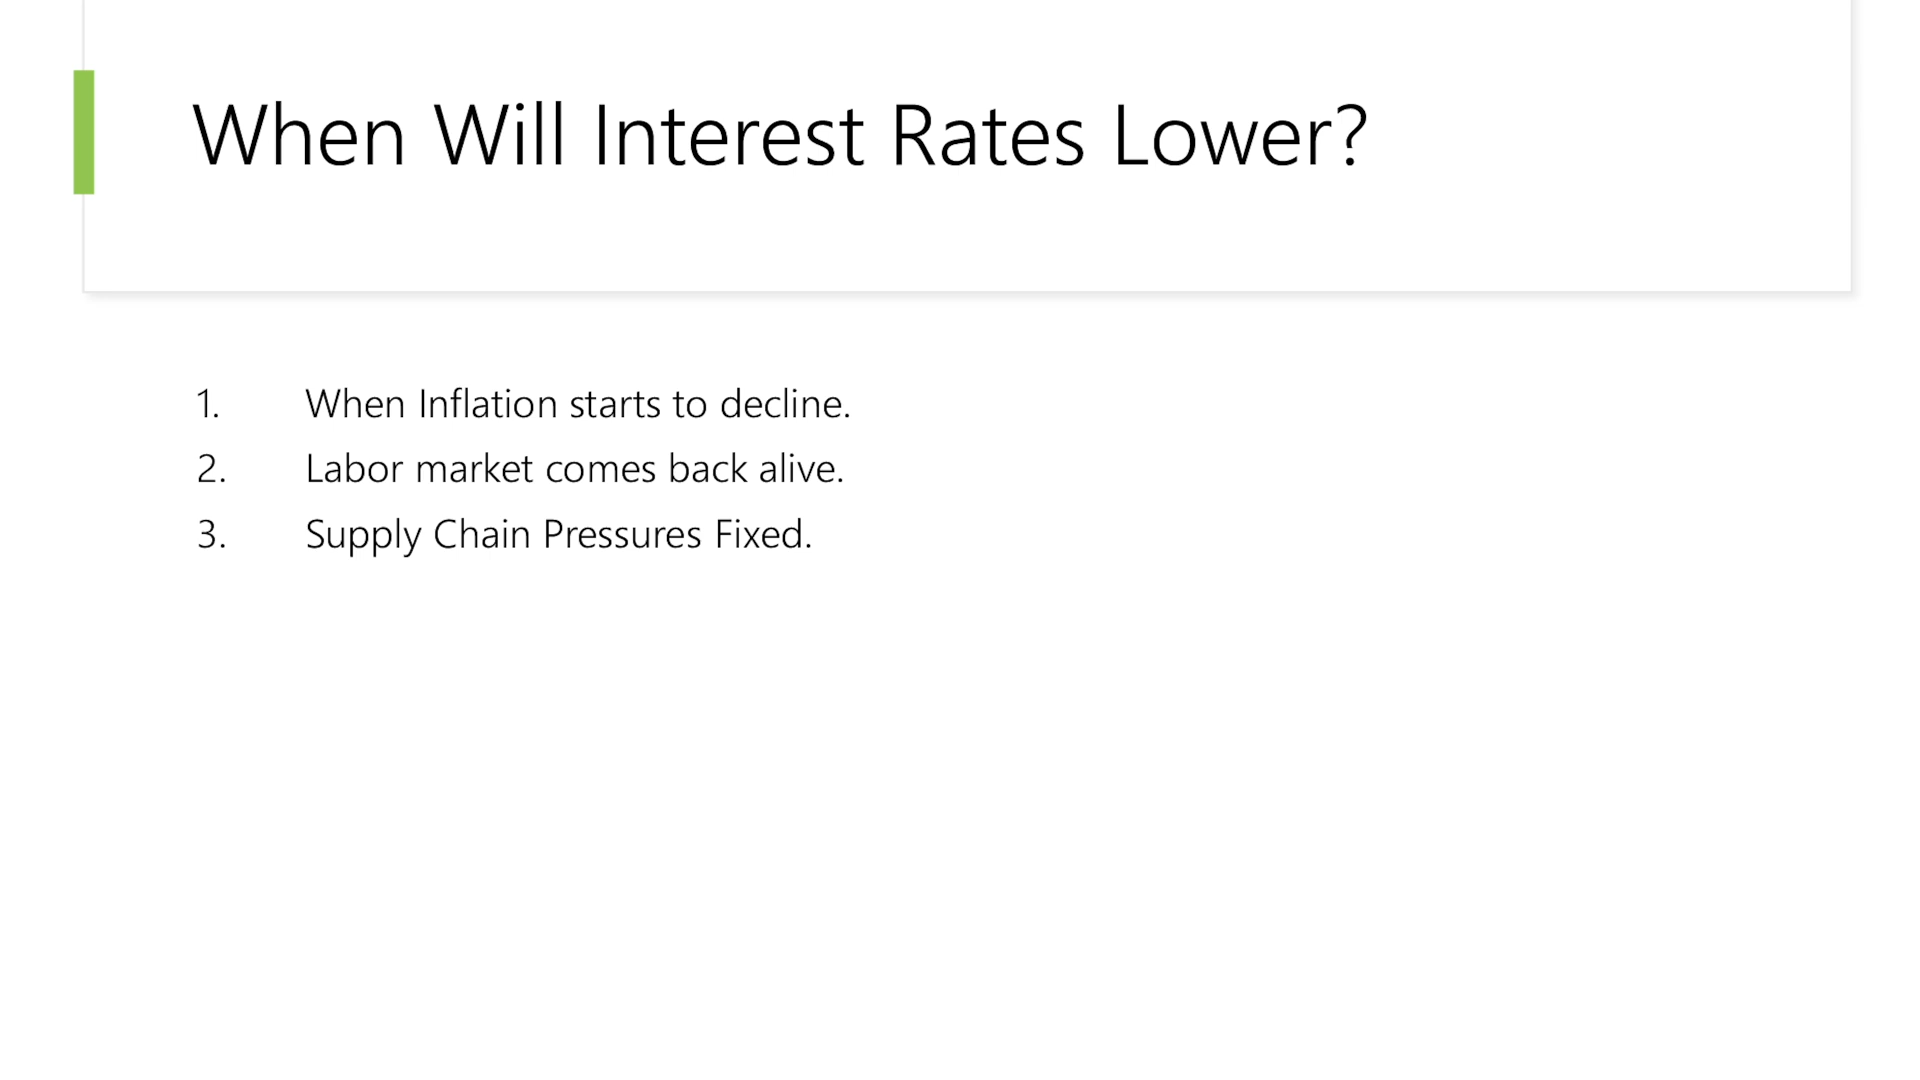 When Will Interest Rates Lower?
1. When Inflation starts to decline.
2. Labor market comes back alive.
3. Supply Chain Pressures Fixed.